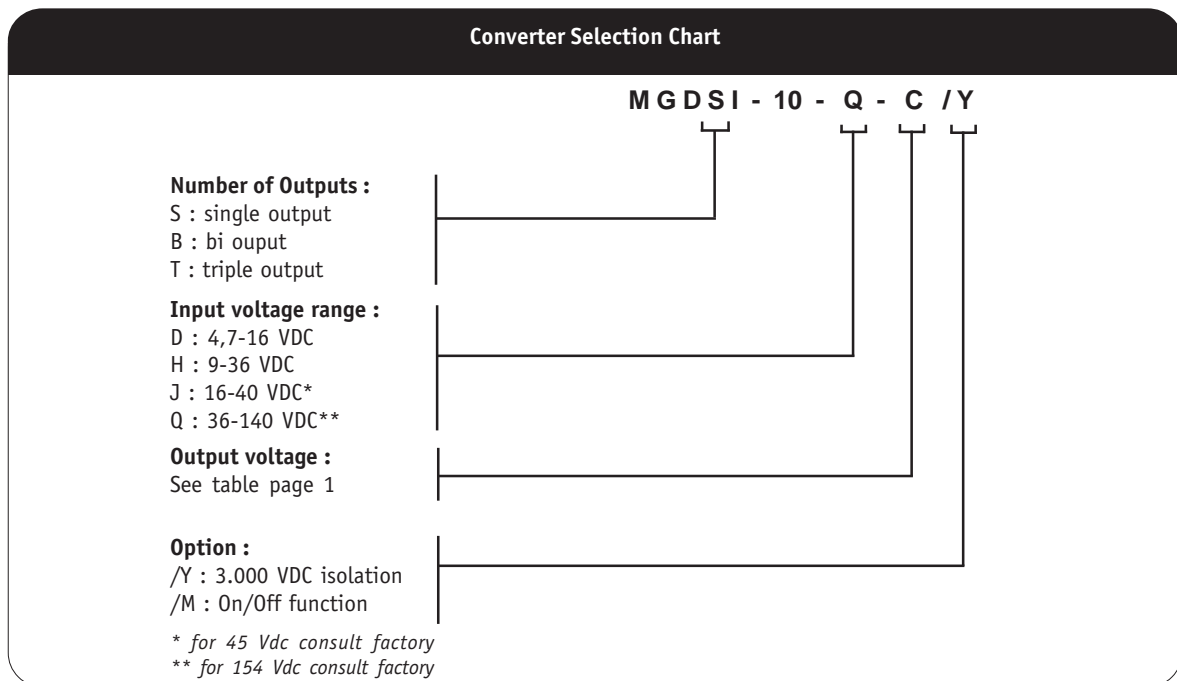 Converter Selection Chart
MGDSI - 10 - Q - C /Y
Number of Outputs :
S : single output
B : bi ouput
T : triple output
Input voltage range :
D : 4,7-16 VDC
H : 9-36 VDC
J : 16-40 VDC*
Q : 36-140 VDC**
Output voltage :
See table page 1
Option :
/Y : 3.000 VDC isolation
/M : On/Off function
* for 45 Vdc consult factory
** for 154 Vdc consult factory